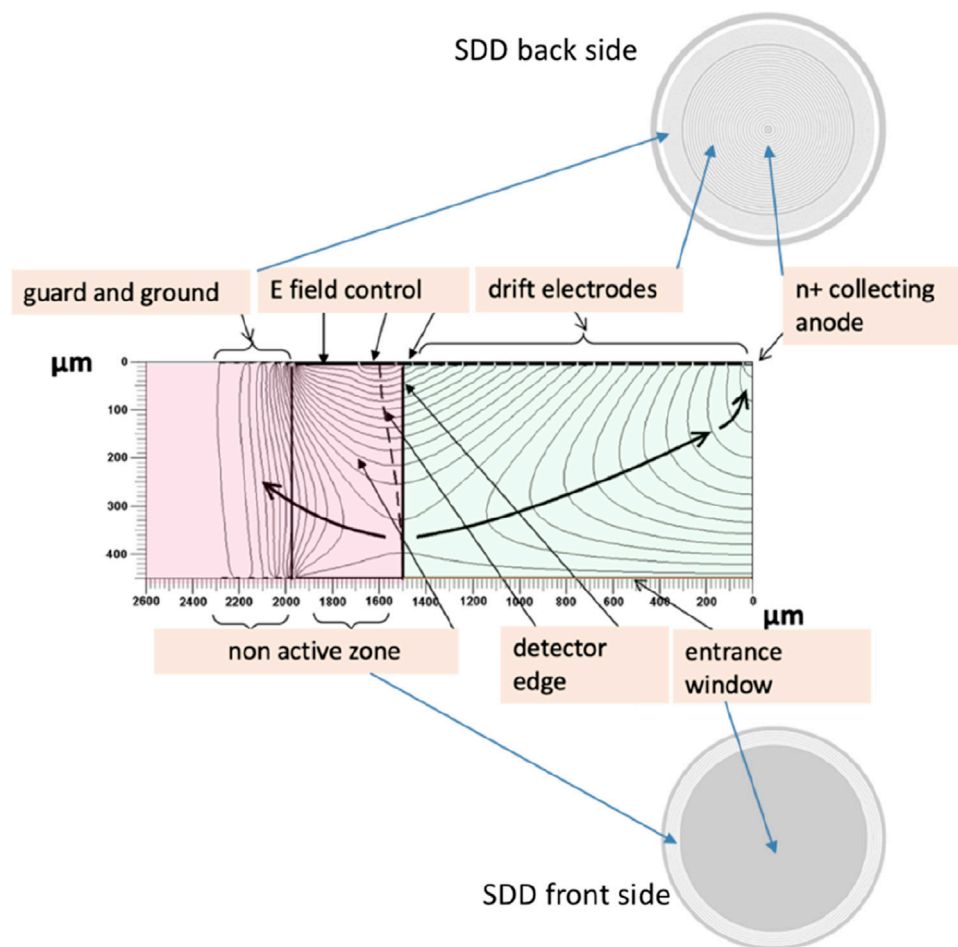 SDD back side
guard and ground
E field control
drift electrodes
n+ collecting
anode
µm
0
100
200
300
400
2600 2400 2200 2000 1800 1600 1400 1200 1000 800 600 400 200 0
µm
non active zone
detector
edge
entrance
window
SDD front side